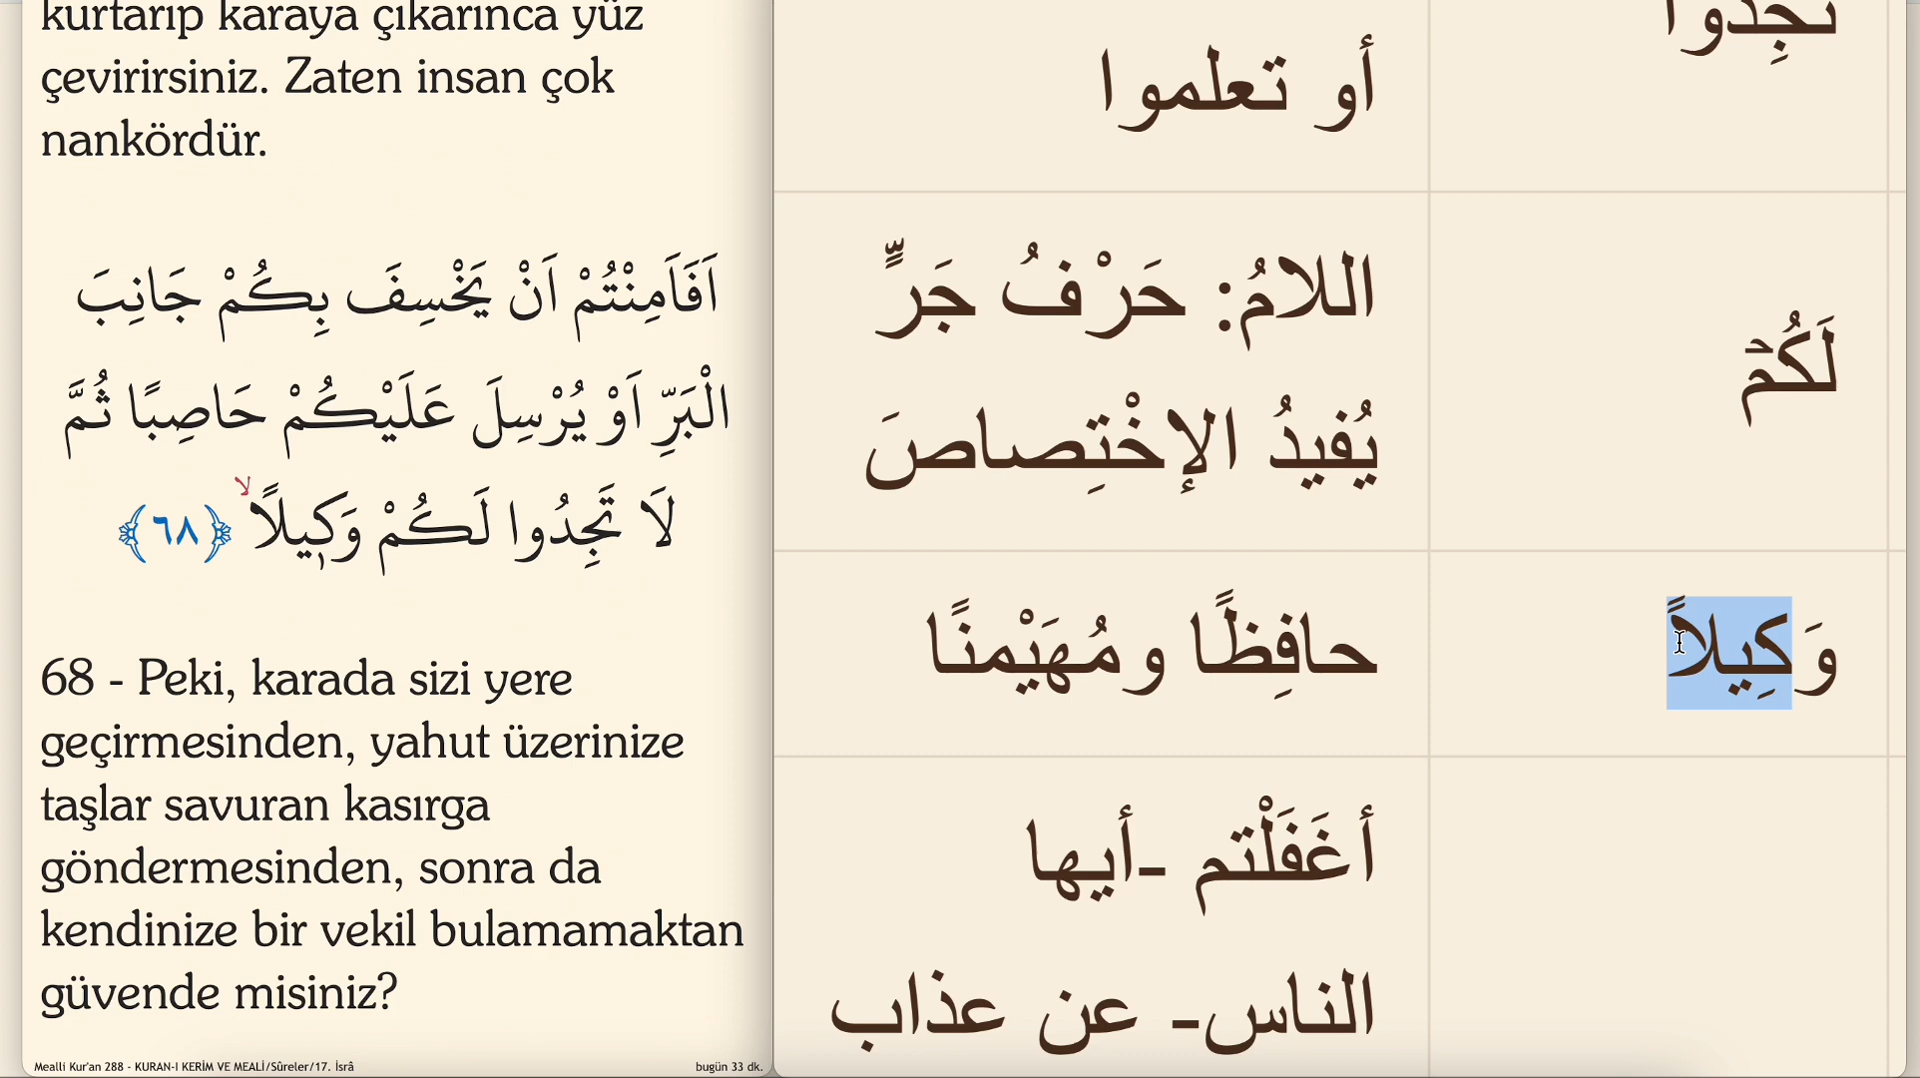 kurtarıp karaya çıkarınca yüz
çevirirsiniz. Zaten insan çok
nankördür.
اَفَاَمِنْتُمْ اَنْ يَخْسِفَ بِكُمْ جَانِبَ
الْبَرِّ اَوْ يُرْسِلَ عَلَيْكُمْ حَاصِبًا ثُمَّ
لَا تَجِدُوا لَكُمْ وَك۪يلًاۙ ﴿٦٨﴾
68 - Peki, karada sizi yere
geçirmesinden, yahut üzerinize
taşlar savuran kasırga
göndermesinden, sonra da
kendinize bir vekil bulamamaktan
güvende misiniz?
Mealli Kur'an 288 - KURAN-I KERİM VE MEALİ/Sûreler/17. İsrâ
bugün 33 dk.
تَجِدُوا
أو تعلموا
لَكُمْ
اللامُ: حَرْفُ جَرٍّ
يُفِيدُ الإخْتِصاصَ
وَكِيلاً
حافِظًا و مُهَيْمنًا
أغَفَلْتم -أيها
الناس- عن عذاب